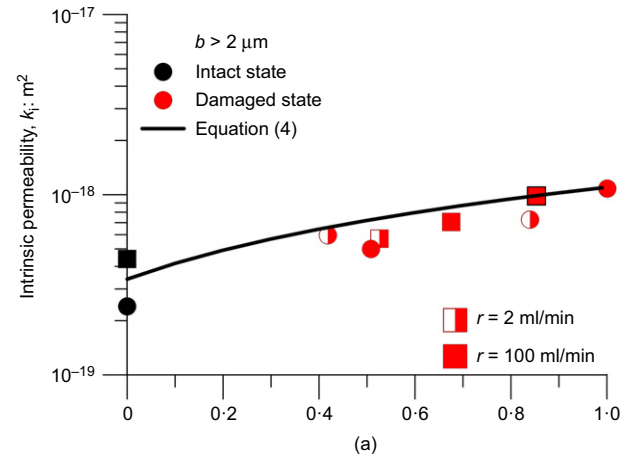 10⁻¹⁷
b > 2 μm
Intact state
Damaged state
Equation (4)
Intrinsic permeability, kᵢ; m²
10⁻¹⁸
r = 2 ml/min
r = 100 ml/min
10⁻¹⁹
0 0·2 0·4 0·6 0·8 1·0
(a)